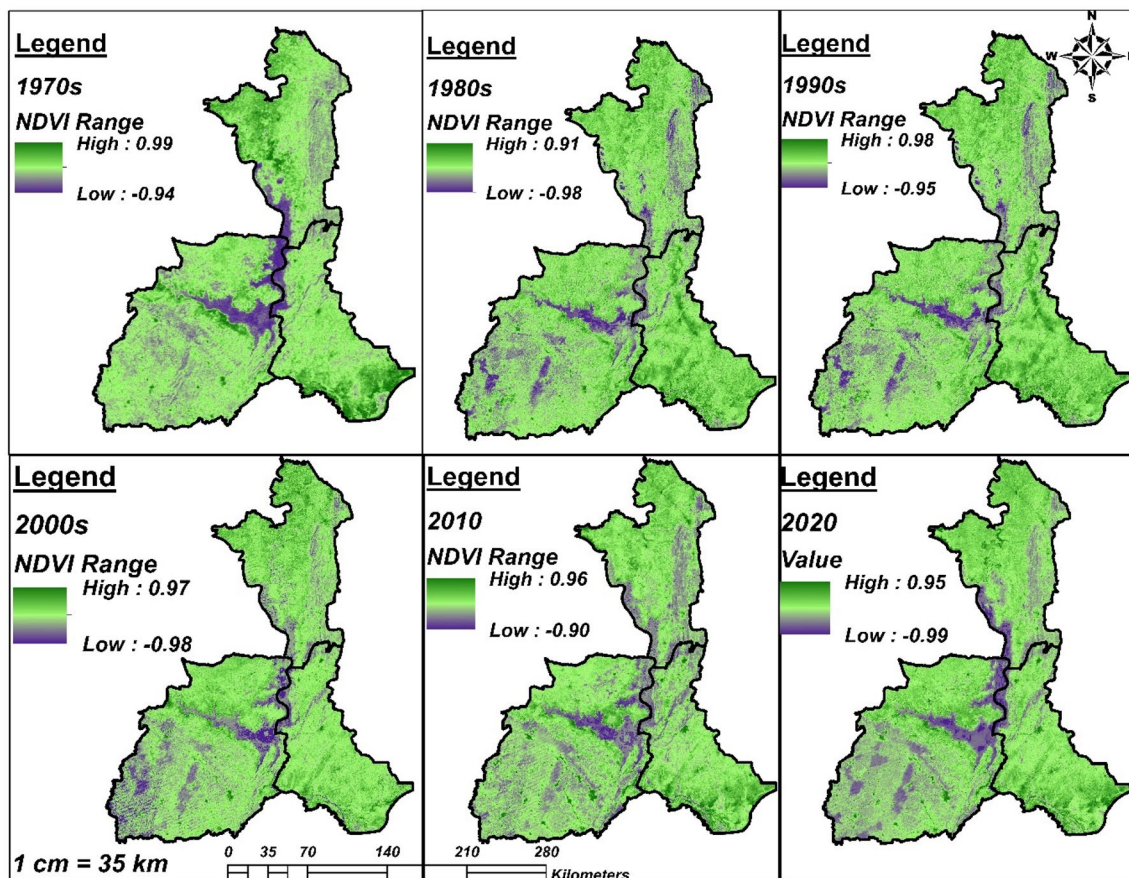 Legend
1970s
NDVI Range
High : 0.99
Low : -0.94
Legend
1980s
NDVI Range
High : 0.91
Low : -0.98
Legend
1990s
NDVI Range
High : 0.98
Low : -0.95
N
W
S
Legend
2000s
NDVI Range
High : 0.97
Low : -0.98
Legend
2010
NDVI Range
High : 0.96
Low : -0.90
Legend
2020
Value
High : 0.95
Low : -0.99
1 cm = 35 km
0 35 70 140 210 280
Kilometers